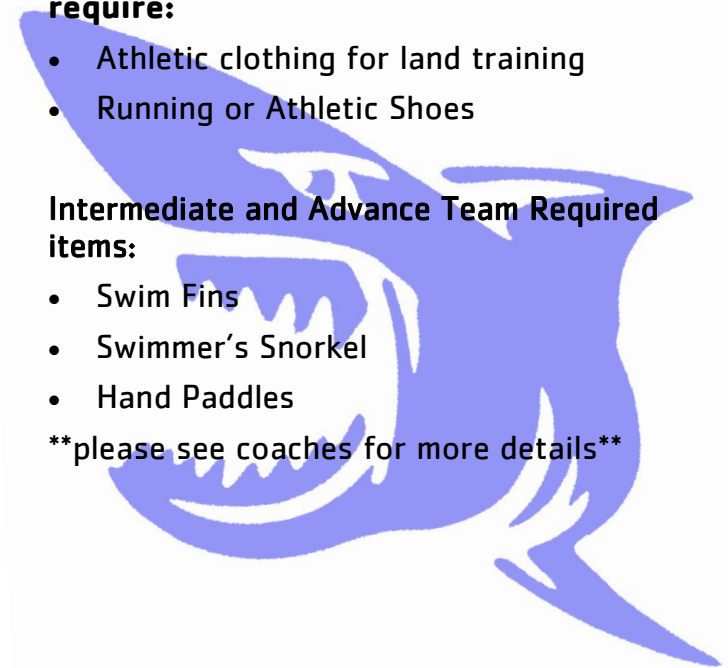 require:
• Athletic clothing for land training
• Running or Athletic Shoes
Intermediate and Advance Team Required
items:
• Swim Fins
• Swimmer's Snorkel
• Hand Paddles
**please see coaches for more details**